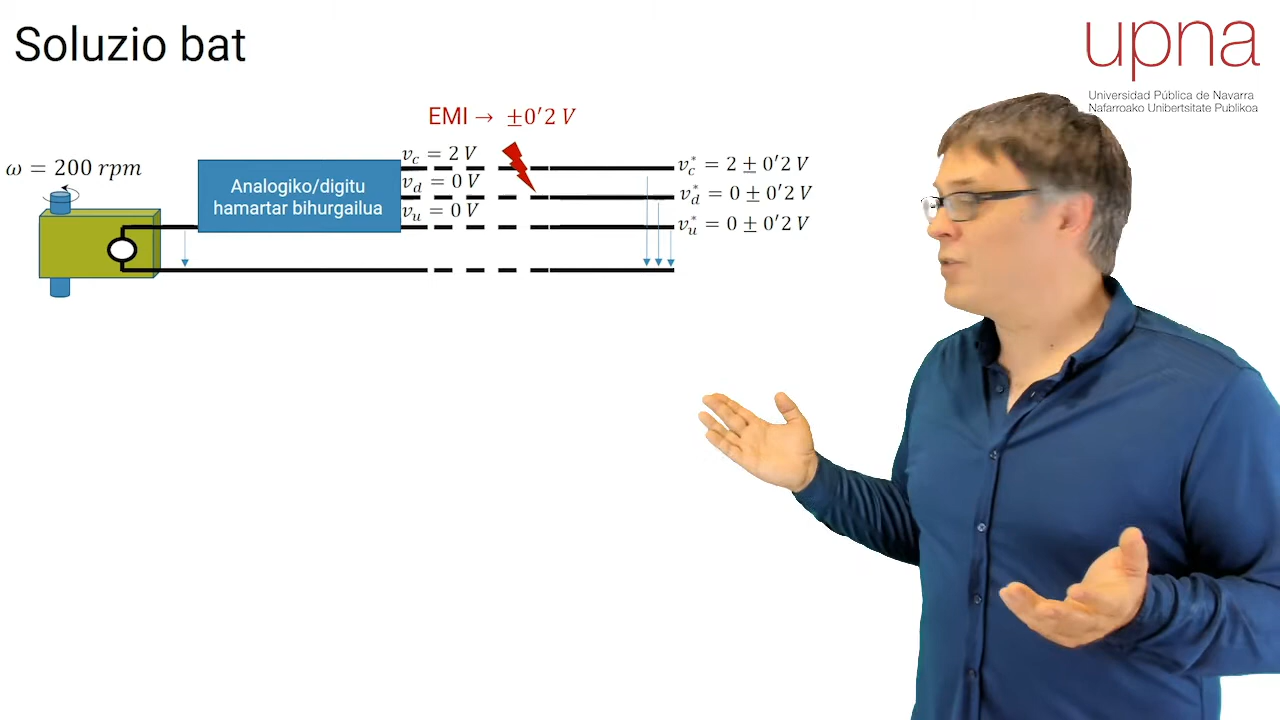 Soluzio bat
upna
Universidad Pública de Navarra
Nafarroako Unibertsitate Publikoa
EMI → ±0′2 V
ω = 200 rpm
Analogiko/digitu
hamartar bihurgailua
v_c = 2 V
v_d = 0 V
v_u = 0 V
v_c^* = 2 ± 0′2 V
v_d^* = 0 ± 0′2 V
v_u^* = 0 ± 0′2 V